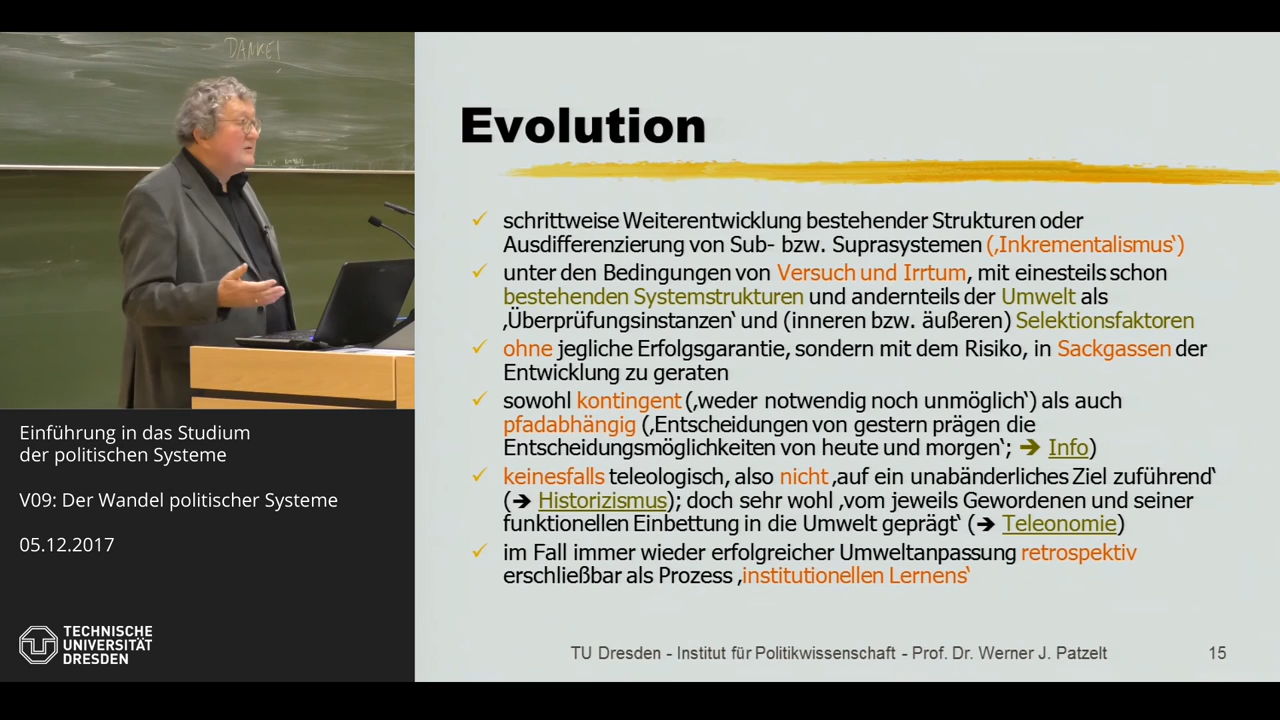 DANKE!
Einführung in das Studium
der politischen Systeme
V09: Der Wandel politischer Systeme
05.12.2017
TECHNISCHE
UNIVERSITÄT
DRESDEN
Evolution
schrittweise Weiterentwicklung bestehender Strukturen oder
Ausdifferenzierung von Sub- bzw. Suprasystemen (‚Inkrementalismus‘)
unter den Bedingungen von Versuch und Irrtum, mit einesteils schon
bestehenden Systemstrukturen und andernteils der Umwelt als
‚Überprüfungsinstanzen‘ und (inneren bzw. äußeren) Selektionsfaktoren
ohne jegliche Erfolgsgarantie, sondern mit dem Risiko, in Sackgassen der
Entwicklung zu geraten
sowohl kontingent (‚weder notwendig noch unmöglich‘) als auch
pfadabhängig (‚Entscheidungen von gestern prägen die
Entscheidungsmöglichkeiten von heute und morgen‘; ➔ Info)
keinesfalls teleologisch, also nicht ‚auf ein unabänderliches Ziel zuführend‘
(➔ Historizismus); doch sehr wohl ‚vom jeweils Gewordenen und seiner
funktionellen Einbettung in die Umwelt geprägt‘ (➔ Teleonomie)
im Fall immer wieder erfolgreicher Umweltanpassung retrospektiv
erschließbar als Prozess ‚institutionellen Lernens‘
TU Dresden - Institut für Politikwissenschaft - Prof. Dr. Werner J. Patzelt 15